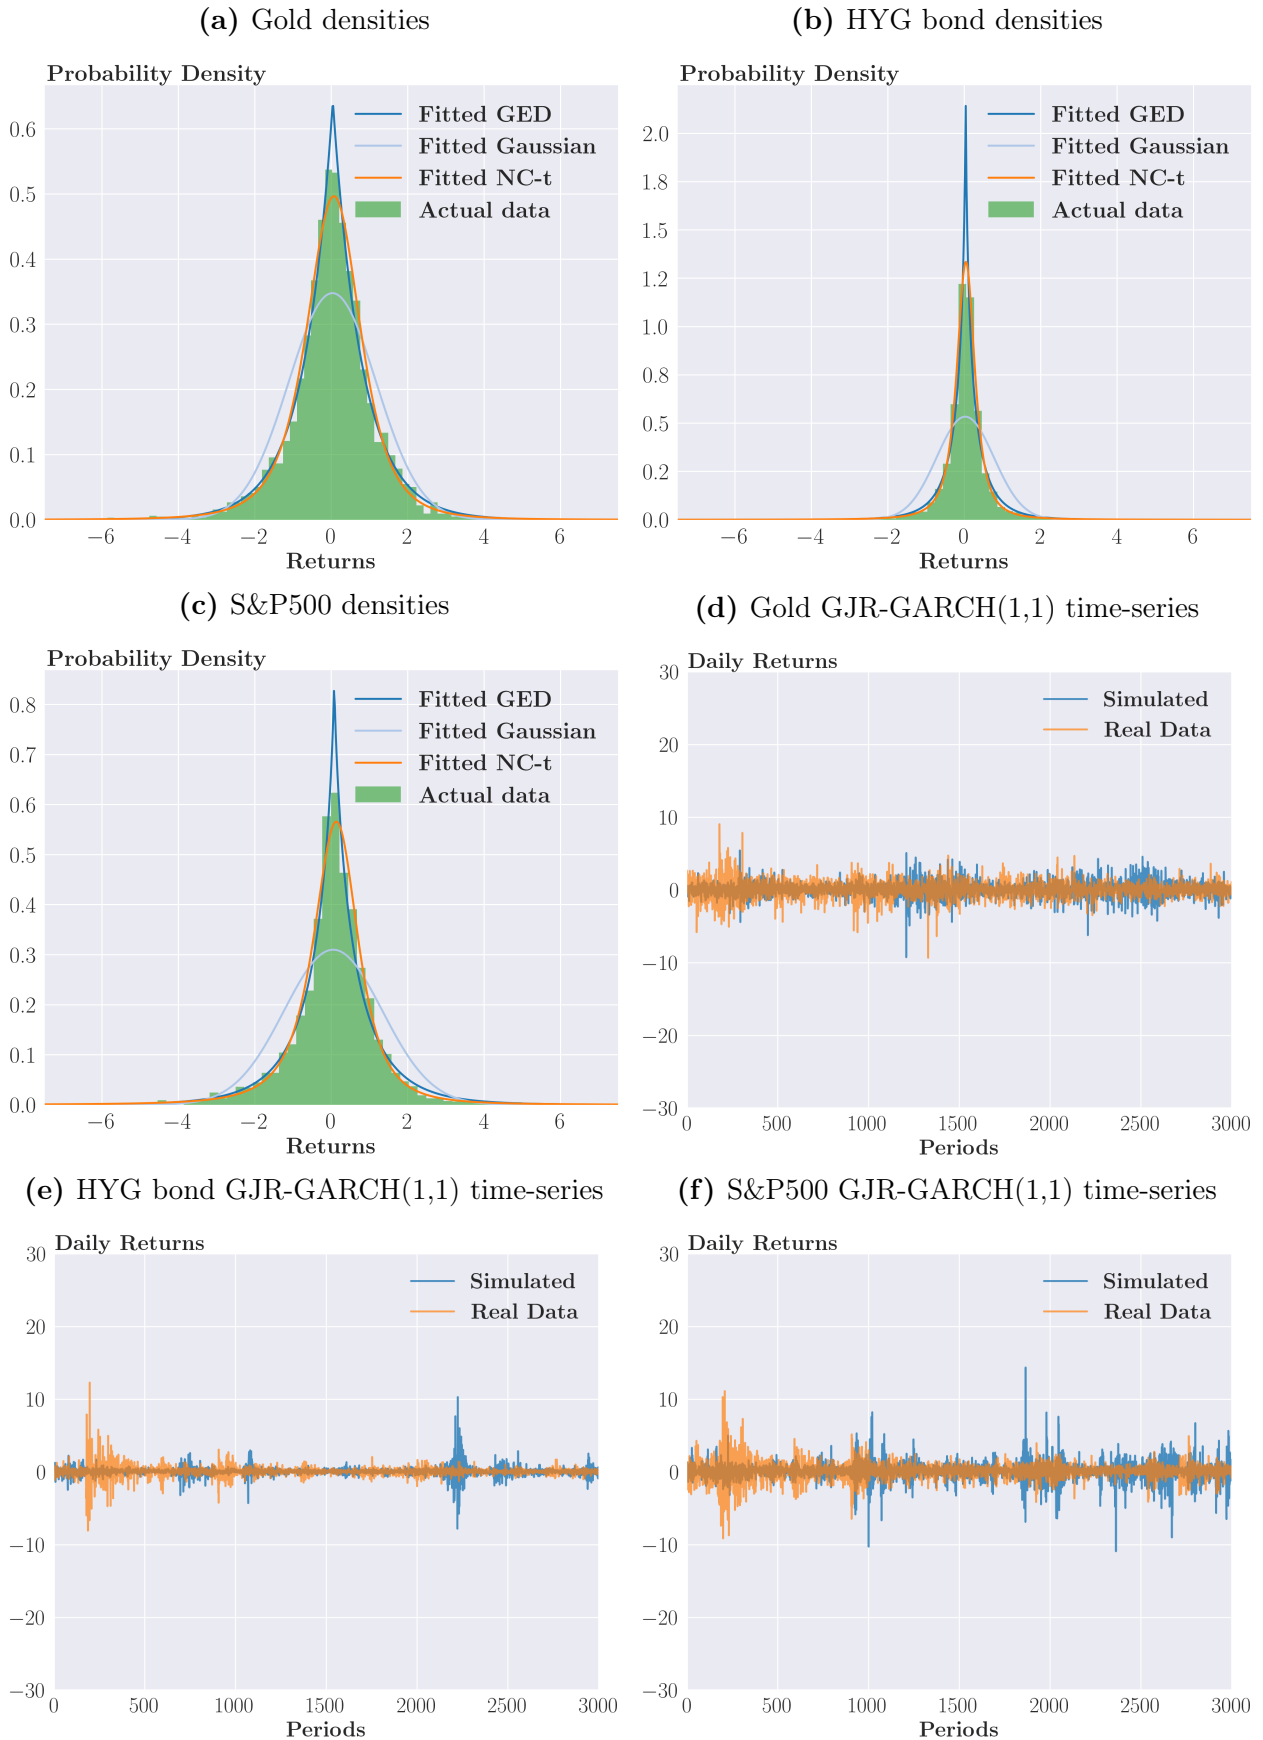 (a) Gold densities
Probability Density
0.6
0.5
0.4
0.3
0.2
0.1
0.0
−6 −4 −2 0 2 4 6
Returns
Fitted GED
Fitted Gaussian
Fitted NC-t
Actual data
(b) HYG bond densities
Probability Density
2.0
1.8
1.5
1.2
1.0
0.8
0.5
0.2
0.0
−6 −4 −2 0 2 4 6
Returns
Fitted GED
Fitted Gaussian
Fitted NC-t
Actual data
(c) S&P500 densities
Probability Density
0.8
0.7
0.6
0.5
0.4
0.3
0.2
0.1
0.0
−6 −4 −2 0 2 4 6
Returns
Fitted GED
Fitted Gaussian
Fitted NC-t
Actual data
(d) Gold GJR-GARCH(1,1) time-series
Daily Returns
30
20
10
0
−10
−20
−30
0 500 1000 1500 2000 2500 3000
Periods
Simulated
Real Data
(e) HYG bond GJR-GARCH(1,1) time-series
Daily Returns
30
20
10
0
−10
−20
−30
0 500 1000 1500 2000 2500 3000
Periods
Simulated
Real Data
(f) S&P500 GJR-GARCH(1,1) time-series
Daily Returns
30
20
10
0
−10
−20
−30
0 500 1000 1500 2000 2500 3000
Periods
Simulated
Real Data